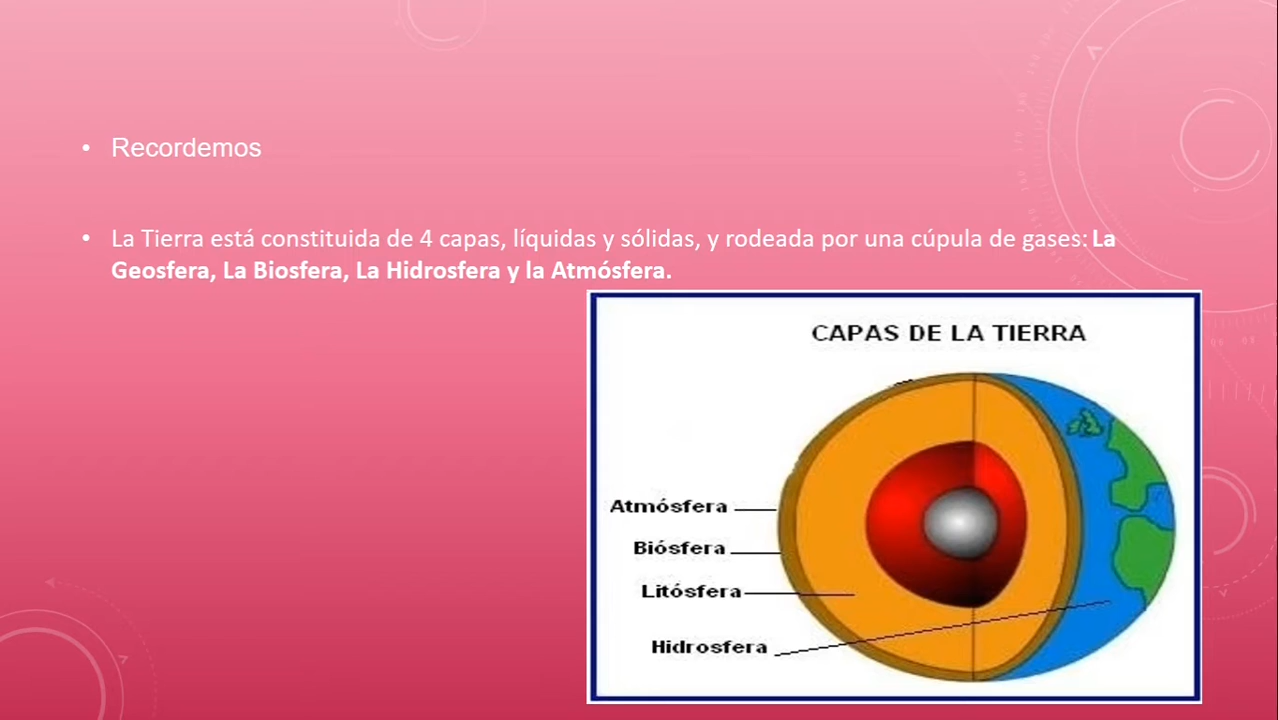 • Recordemos
• La Tierra está constituida de 4 capas, líquidas y sólidas, y rodeada por una cúpula de gases: La
Geosfera, La Biosfera, La Hidrosfera y la Atmósfera.
CAPAS DE LA TIERRA
Atmósfera
Biósfera
Litósfera
Hidrosfera